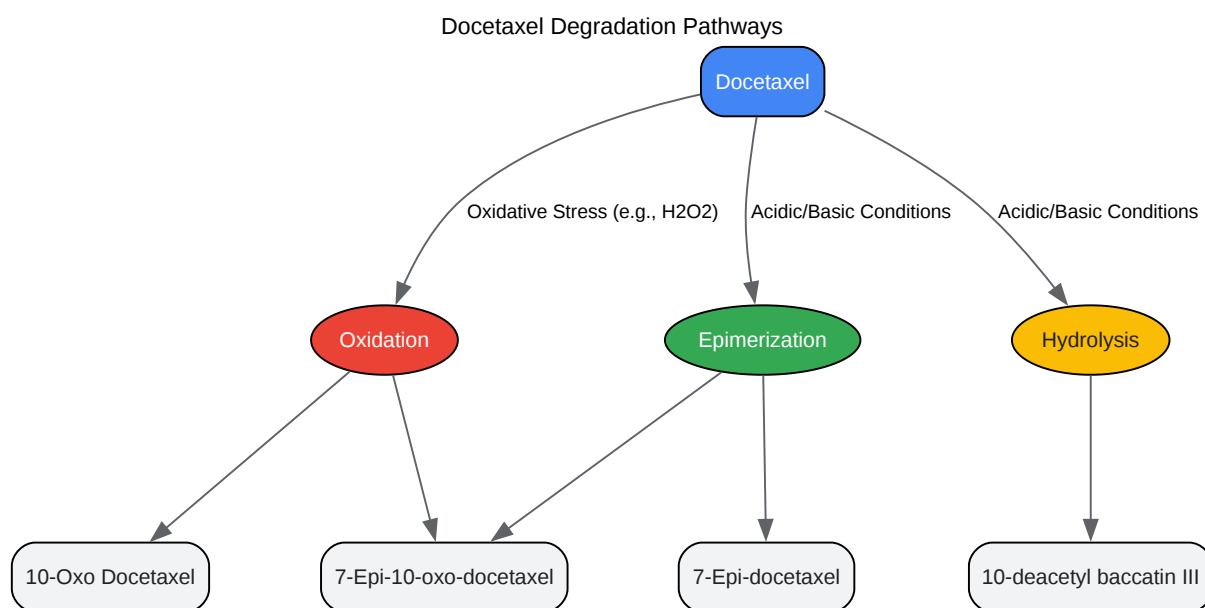 Docetaxel Degradation Pathways
Docetaxel
Oxidative Stress (e.g., H2O2)
Acidic/Basic Conditions
Acidic/Basic Conditions
Oxidation
Epimerization
Hydrolysis
10-Oxo Docetaxel
7-Epi-10-oxo-docetaxel
7-Epi-docetaxel
10-deacetyl baccatin III